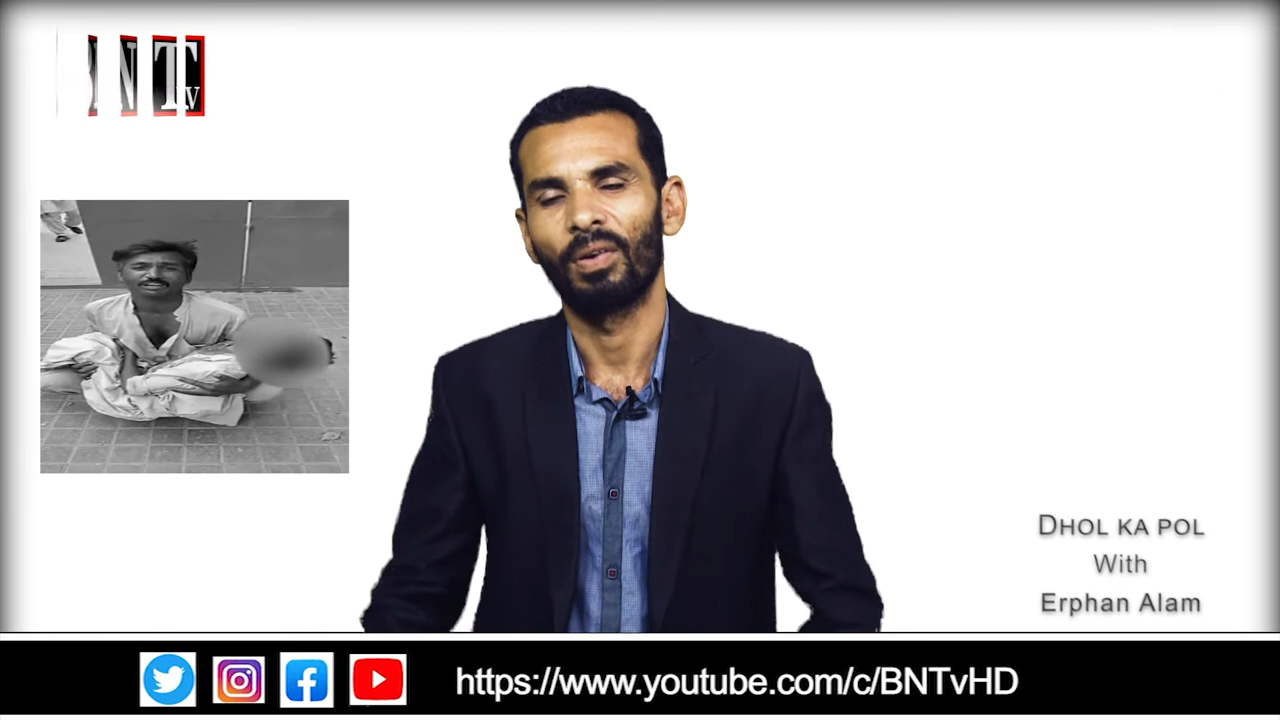 BNTv
DHOL KA POL
With
Erphan Alam
https://www.youtube.com/c/BNTvHD